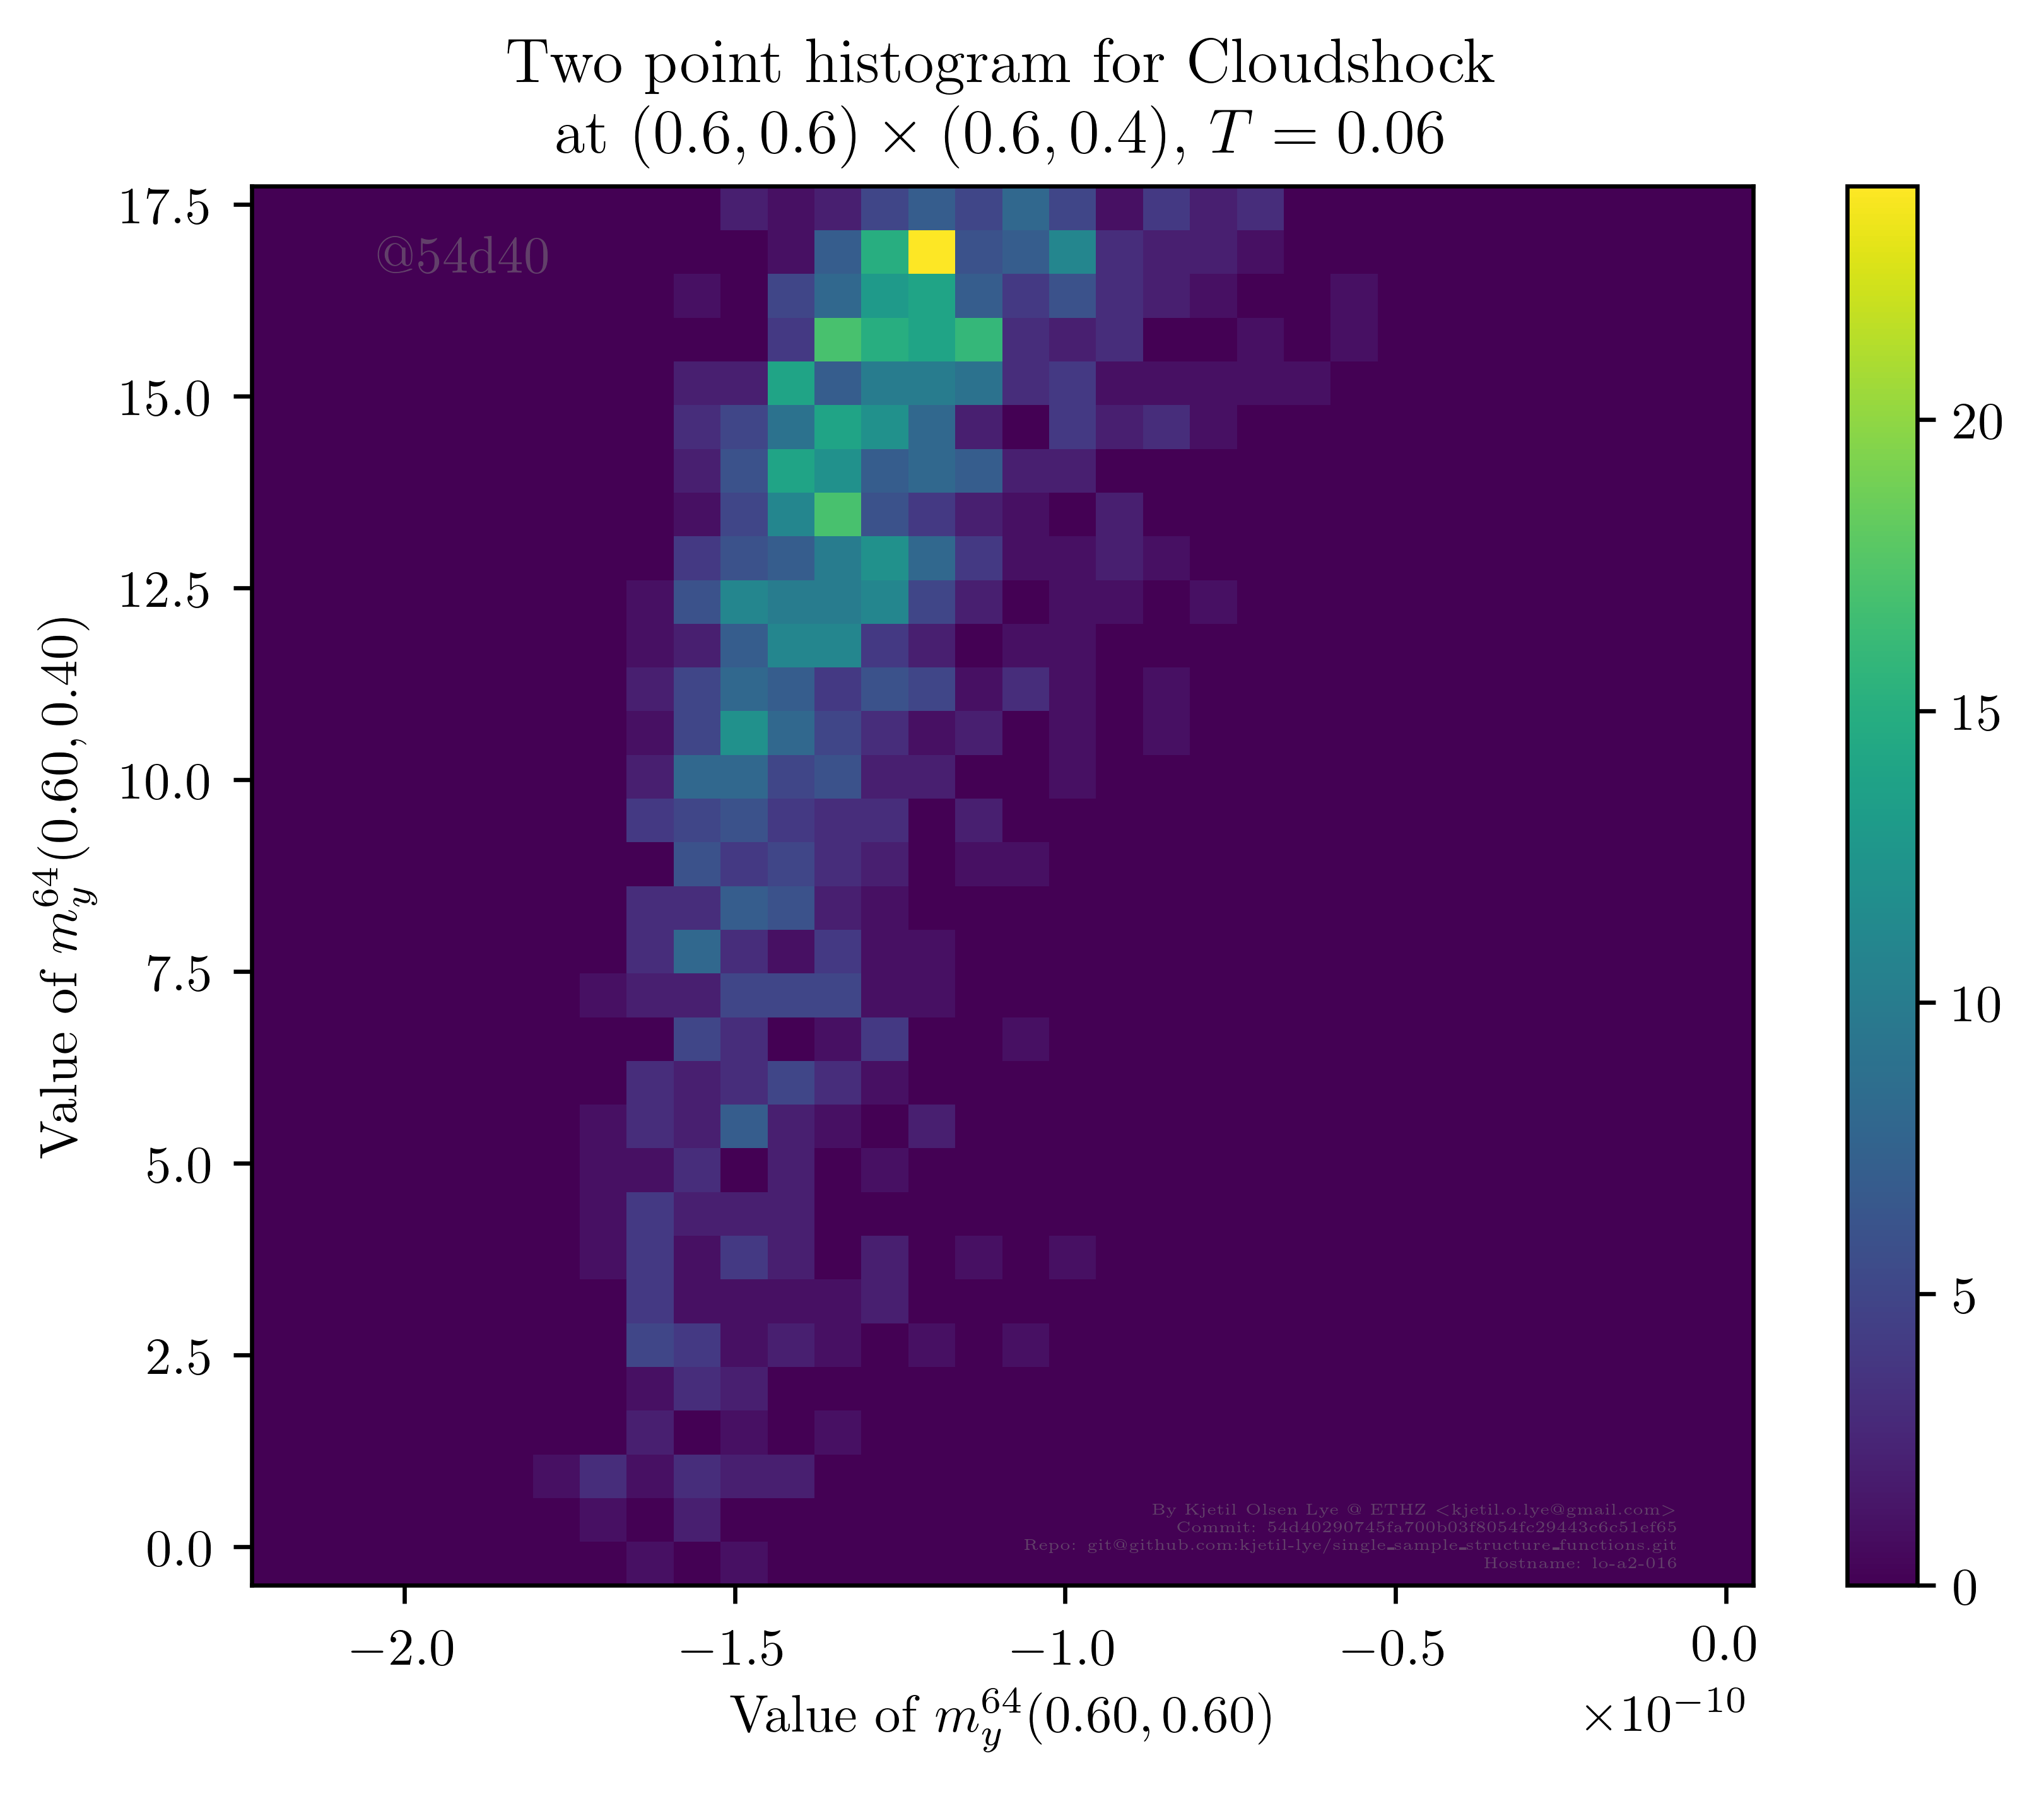 Two point histogram for Cloudshock
at (0.6, 0.6) × (0.6, 0.4), T = 0.06
@54d40
17.5
15.0
12.5
10.0
7.5
5.0
2.5
0.0
Value of m_y^64(0.60, 0.40)
20
15
10
5
0
By Kjetil Olsen Lye @ ETHZ <kjetil.o.lye@gmail.com>
Commit: 54d40290745fa700b03f8054fc29443c6c51ef65
Repo: git@github.com:kjetil-lye/single_sample_structure_functions.git
Hostname: lo-a2-016
−2.0 −1.5 −1.0 −0.5 0.0
Value of m_y^64(0.60, 0.60)
×10^−10